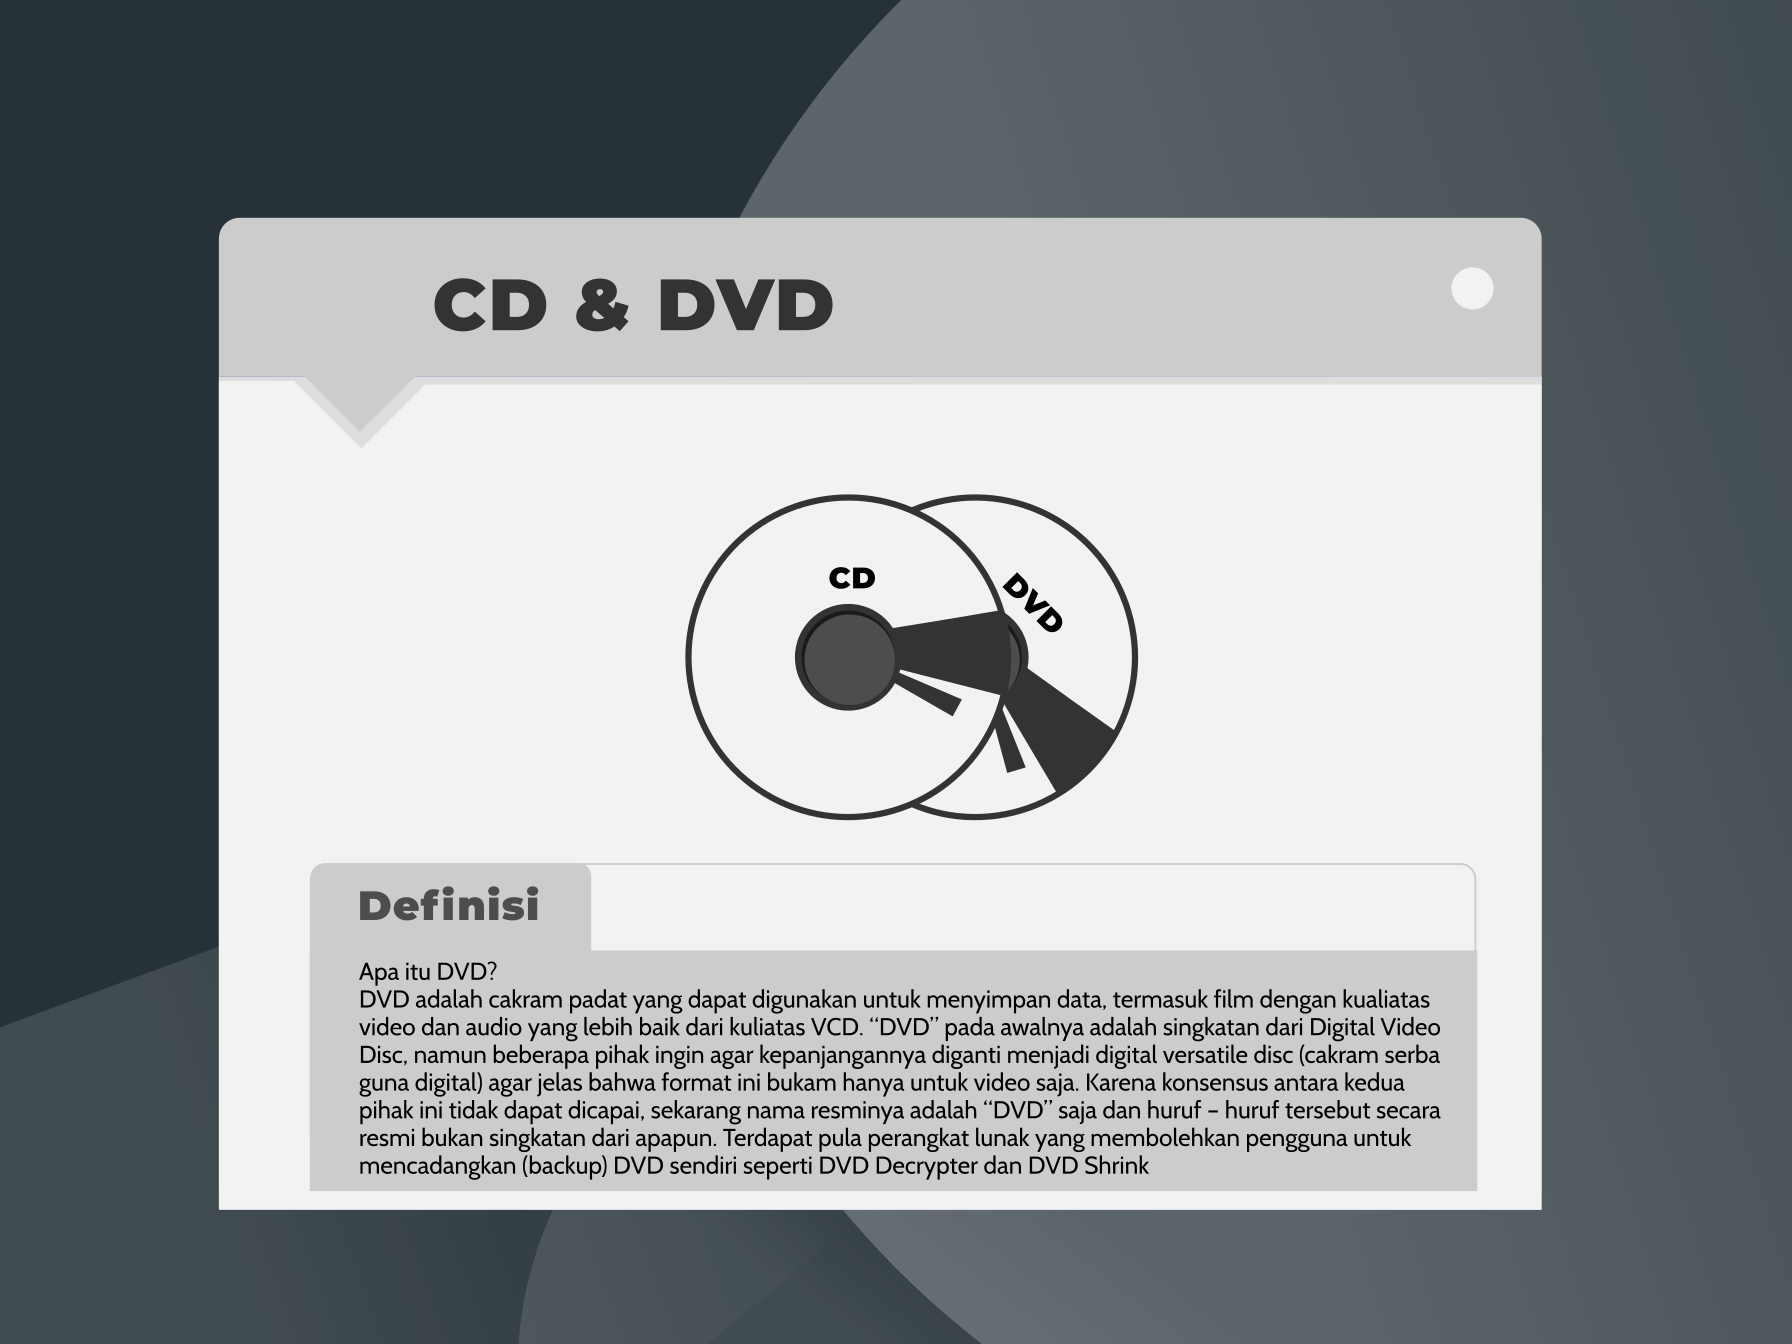 CD & DVD
CD
DVD
Definisi
Apa itu DVD?
DVD adalah cakram padat yang dapat digunakan untuk menyimpan data, termasuk film dengan kualiatas
video dan audio yang lebih baik dari kuliatas VCD. “DVD” pada awalnya adalah singkatan dari Digital Video
Disc, namun beberapa pihak ingin agar kepanjangannya diganti menjadi digital versatile disc (cakram serba
guna digital) agar jelas bahwa format ini bukam hanya untuk video saja. Karena konsensus antara kedua
pihak ini tidak dapat dicapai, sekarang nama resminya adalah “DVD” saja dan huruf – huruf tersebut secara
resmi bukan singkatan dari apapun. Terdapat pula perangkat lunak yang membolehkan pengguna untuk
mencadangkan (backup) DVD sendiri seperti DVD Decrypter dan DVD Shrink